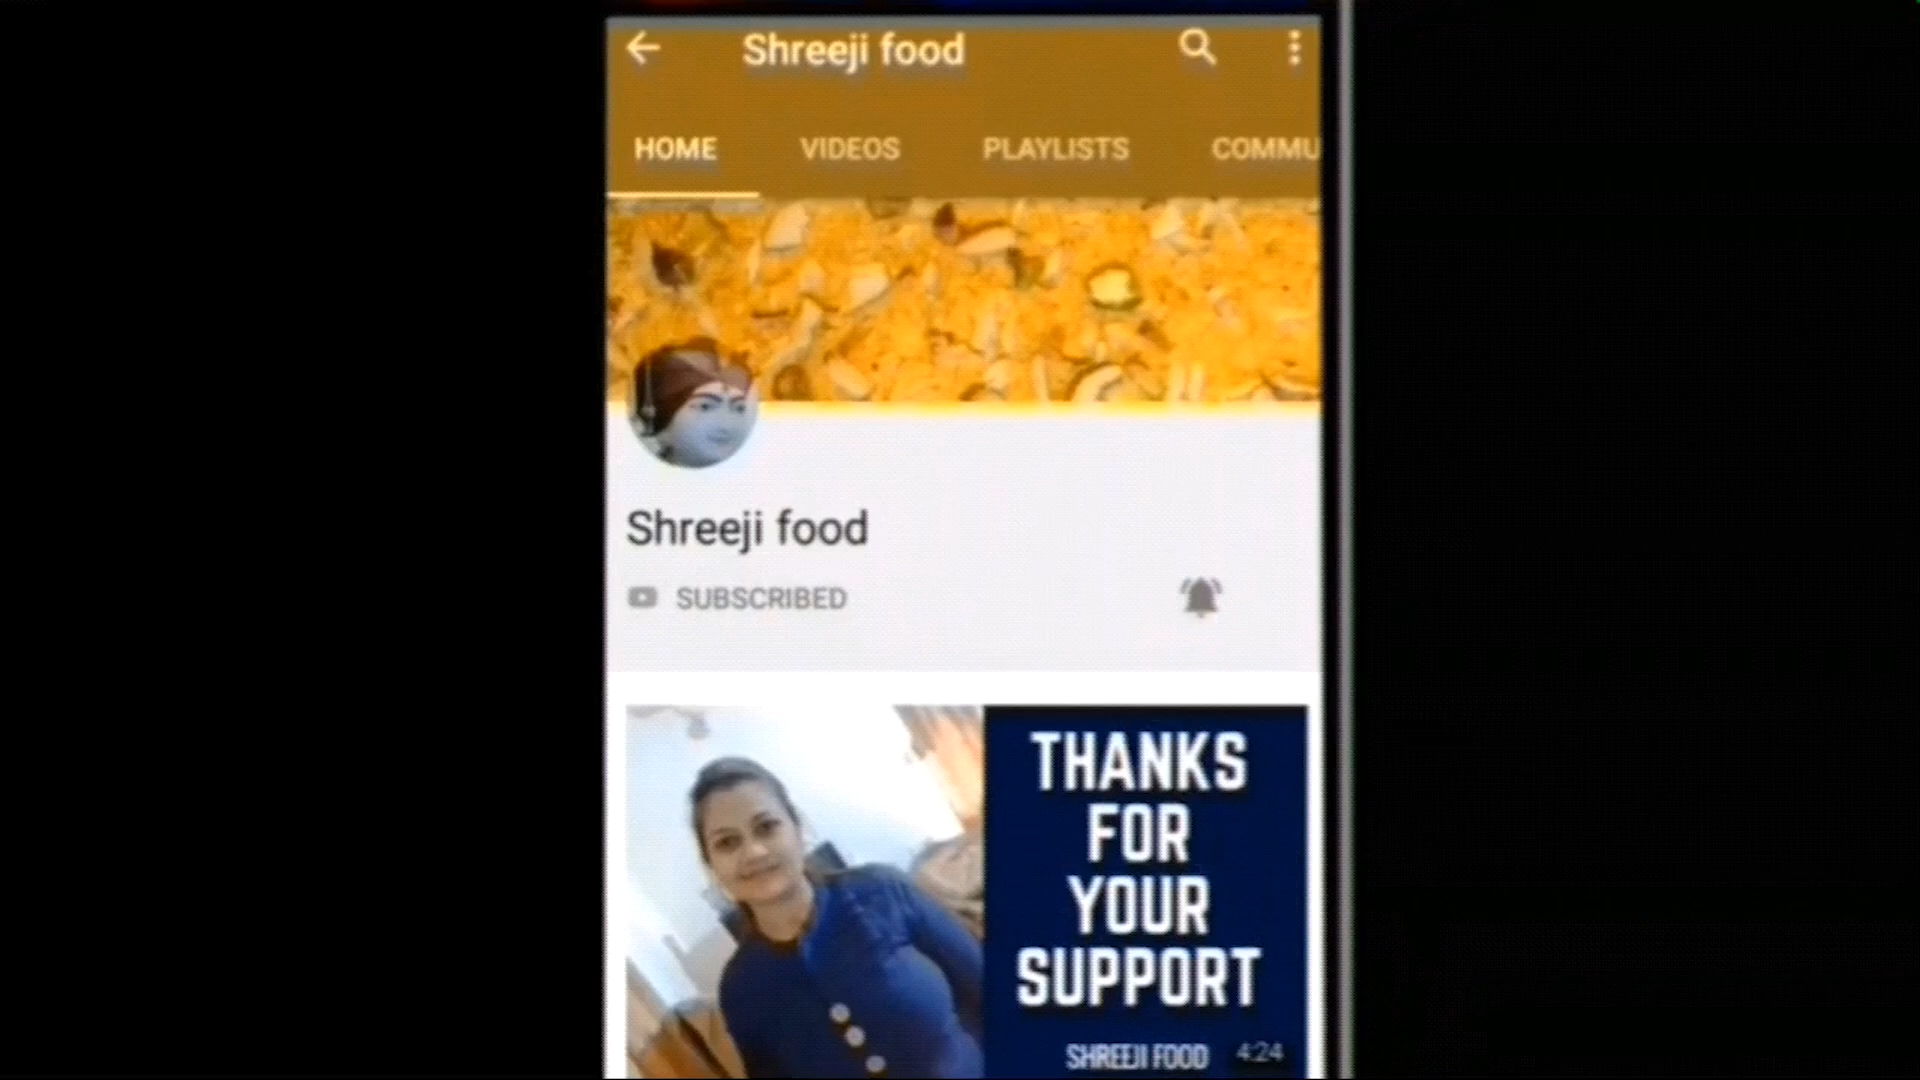 Shreeji food
HOME VIDEOS PLAYLISTS COMMU
Shreeji food
SUBSCRIBED
THANKS
FOR
YOUR
SUPPORT
SHREEJI FOOD 4:24